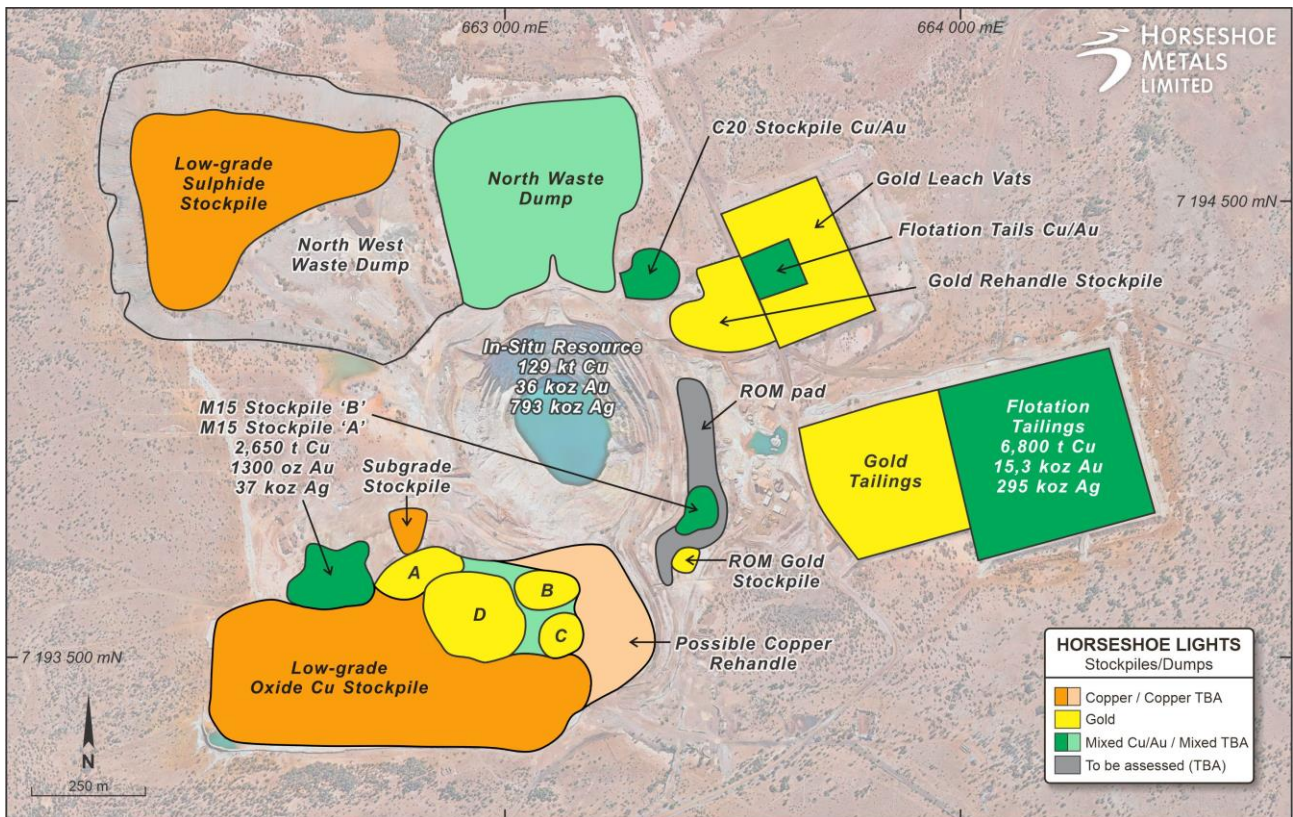 663 000 mE
664 000 mE
HORSESHOE
METALS
LIMITED
C20 Stockpile Cu/Au
Low-grade
Sulphide
Stockpile
North Waste
Dump
Gold Leach Vats
7 194 500 mN
Flotation Tails Cu/Au
North West
Waste Dump
Gold Rehandle Stockpile
In-Situ Resource
129 kt Cu
36 koz Au
793 koz Ag
ROM pad
M15 Stockpile ‘B’
M15 Stockpile ‘A’
2,650 t Cu
1300 oz Au
37 koz Ag
Subgrade
Stockpile
Gold
Tailings
Flotation
Tailings
6,800 t Cu
15,3 koz Au
295 koz Ag
ROM Gold
Stockpile
A
B
D
C
Possible Copper
Rehandle
7 193 500 mN
Low-grade
Oxide Cu Stockpile
N
250 m
HORSESHOE LIGHTS
Stockpiles/Dumps
Copper / Copper TBA
Gold
Mixed Cu/Au / Mixed TBA
To be assessed (TBA)